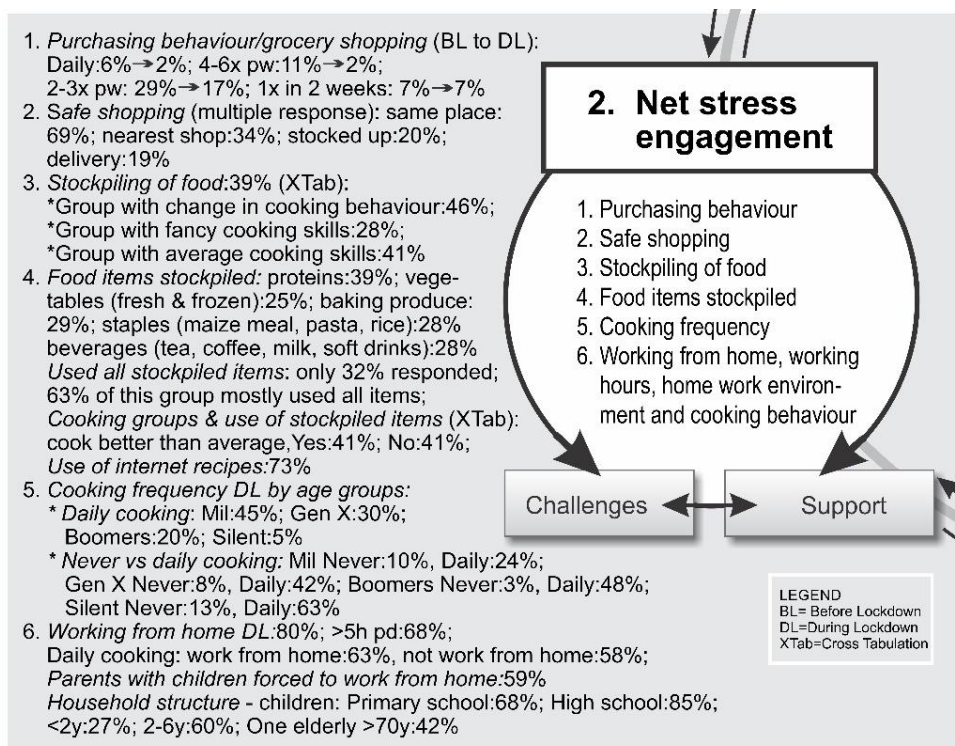 1. Purchasing behaviour/grocery shopping (BL to DL):
Daily:6%→2%; 4-6x pw:11%→2%;
2-3x pw: 29%→17%; 1x in 2 weeks: 7%→7%
2. Safe shopping (multiple response): same place:
69%; nearest shop:34%; stocked up:20%;
delivery:19%
3. Stockpiling of food:39% (XTab):
*Group with change in cooking behaviour:46%;
*Group with fancy cooking skills:28%;
*Group with average cooking skills:41%
4. Food items stockpiled: proteins:39%; vege-
tables (fresh & frozen):25%; baking produce:
29%; staples (maize meal, pasta, rice):28%
beverages (tea, coffee, milk, soft drinks):28%
Used all stockpiled items: only 32% responded;
63% of this group mostly used all items;
Cooking groups & use of stockpiled items (XTab):
cook better than average,Yes:41%; No:41%;
Use of internet recipes:73%
5. Cooking frequency DL by age groups:
* Daily cooking: Mil:45%; Gen X:30%;
Boomers:20%; Silent:5%
* Never vs daily cooking: Mil Never:10%, Daily:24%;
Gen X Never:8%, Daily:42%; Boomers Never:3%, Daily:48%;
Silent Never:13%, Daily:63%
6. Working from home DL:80%; >5h pd:68%;
Daily cooking: work from home:63%, not work from home:58%;
Parents with children forced to work from home:59%
Household structure - children: Primary school:68%; High school:85%;
<2y:27%; 2-6y:60%; One elderly >70y:42%
2. Net stress
engagement
1. Purchasing behaviour
2. Safe shopping
3. Stockpiling of food
4. Food items stockpiled
5. Cooking frequency
6. Working from home, working
hours, home work environ-
ment and cooking behaviour
Challenges
Support
LEGEND
BL= Before Lockdown
DL=During Lockdown
XTab=Cross Tabulation